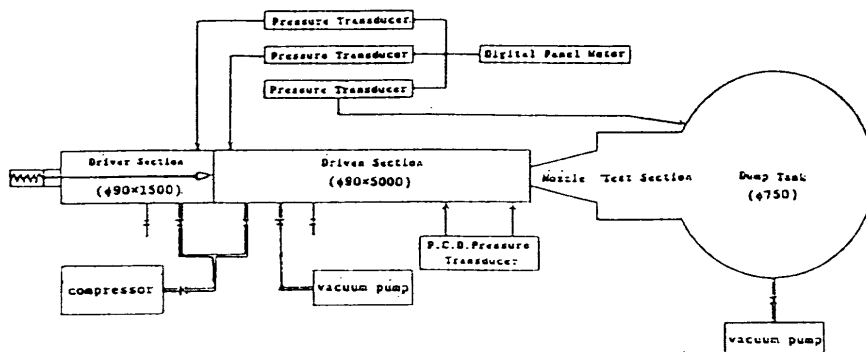 Pressure Transducer
Pressure Transducer
Digital Panel Meter
Pressure Transducer
Driver Section
(φ90×1500)
Driven Section
(φ90×5000)
Nozzle
Test Section
Dump Tank
(φ750)
P.C.B.Pressure
Transducer
compressor
vacuum pump
vacuum pump